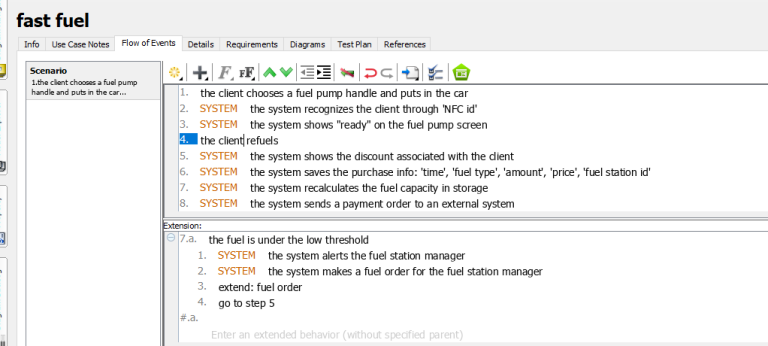 fast fuel
Info Use Case Notes Flow of Events Details Requirements Diagrams Test Plan References
Scenario
1.the client chooses a fuel pump
handle and puts in the car...
1. the client chooses a fuel pump handle and puts in the car
2. SYSTEM the system recognizes the client through 'NFC id'
3. SYSTEM the system shows "ready" on the fuel pump screen
4. the client refuels
5. SYSTEM the system shows the discount associated with the client
6. SYSTEM the system saves the purchase info: 'time', 'fuel type', 'amount', 'price', 'fuel station id'
7. SYSTEM the system recalculates the fuel capacity in storage
8. SYSTEM the system sends a payment order to an external system
Extension:
7.a. the fuel is under the low threshold
1. SYSTEM the system alerts the fuel station manager
2. SYSTEM the system makes a fuel order for the fuel station manager
3. extend: fuel order
4. go to step 5
#.a.
Enter an extended behavior (without specified parent)